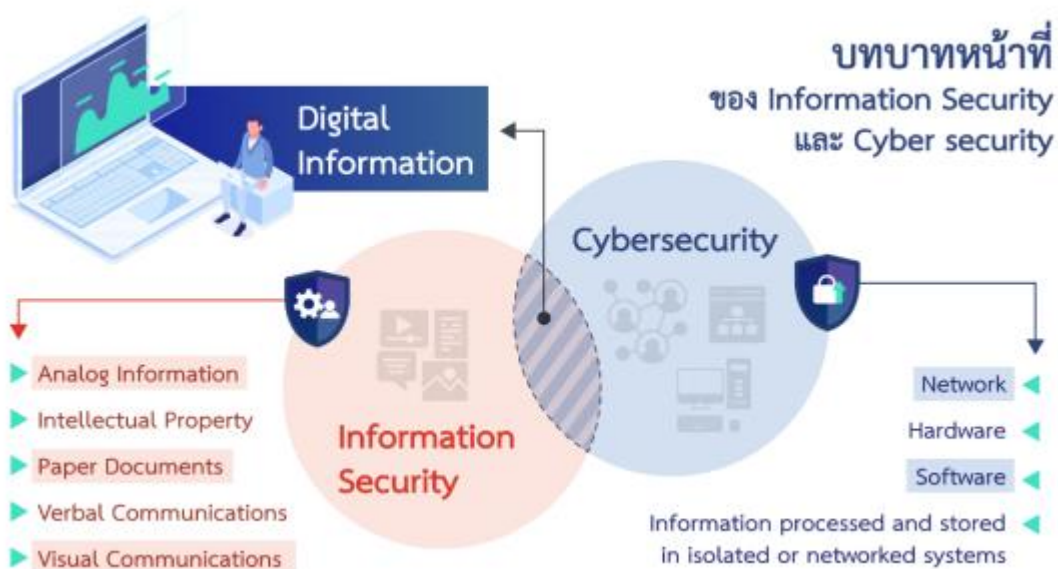 บทบาทหน้าที่
ของ Information Security
และ Cyber security
Digital
Information
Cybersecurity
Information
Security
Analog Information
Intellectual Property
Paper Documents
Verbal Communications
Visual Communications
Network
Hardware
Software
Information processed and stored
in isolated or networked systems